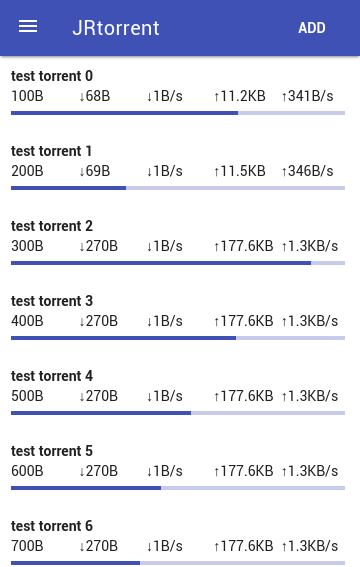 JRtorrent ADD
test torrent 0
100B ↓68B ↓1B/s ↑11.2KB ↑341B/s
test torrent 1
200B ↓69B ↓1B/s ↑11.5KB ↑346B/s
test torrent 2
300B ↓270B ↓1B/s ↑177.6KB ↑1.3KB/s
test torrent 3
400B ↓270B ↓1B/s ↑177.6KB ↑1.3KB/s
test torrent 4
500B ↓270B ↓1B/s ↑177.6KB ↑1.3KB/s
test torrent 5
600B ↓270B ↓1B/s ↑177.6KB ↑1.3KB/s
test torrent 6
700B ↓270B ↓1B/s ↑177.6KB ↑1.3KB/s